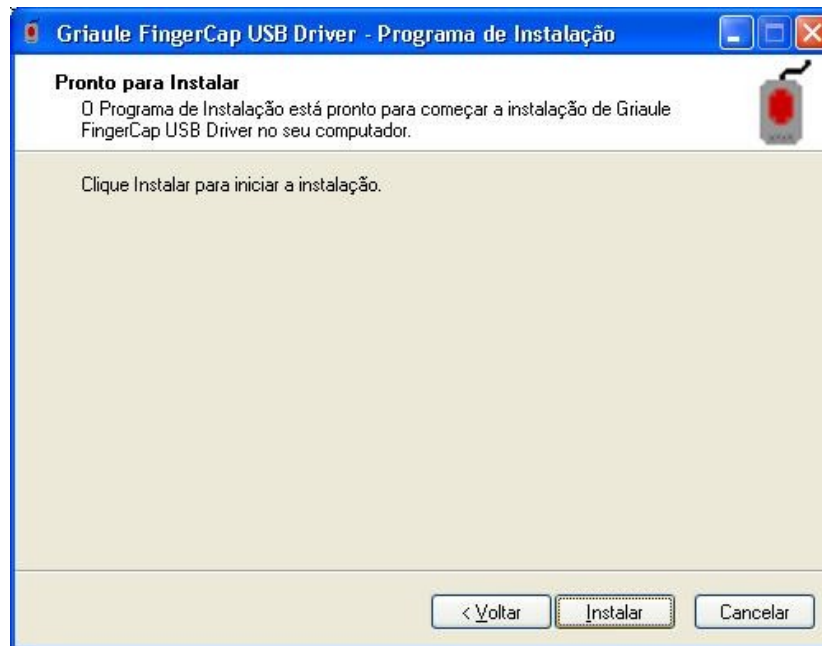 Griaule FingerCap USB Driver - Programa de Instalação
Pronto para Instalar
O Programa de Instalação está pronto para começar a instalação de Griaule
FingerCap USB Driver no seu computador.
Clique Instalar para iniciar a instalação.
< Voltar Instalar Cancelar